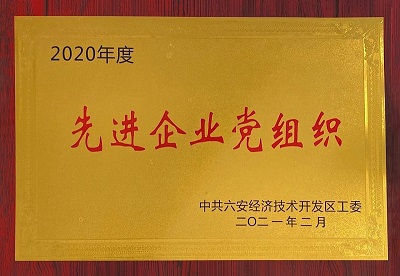 2020年度
先进企业党组织
中共六安经济技术开发区工委
二〇二一年二月